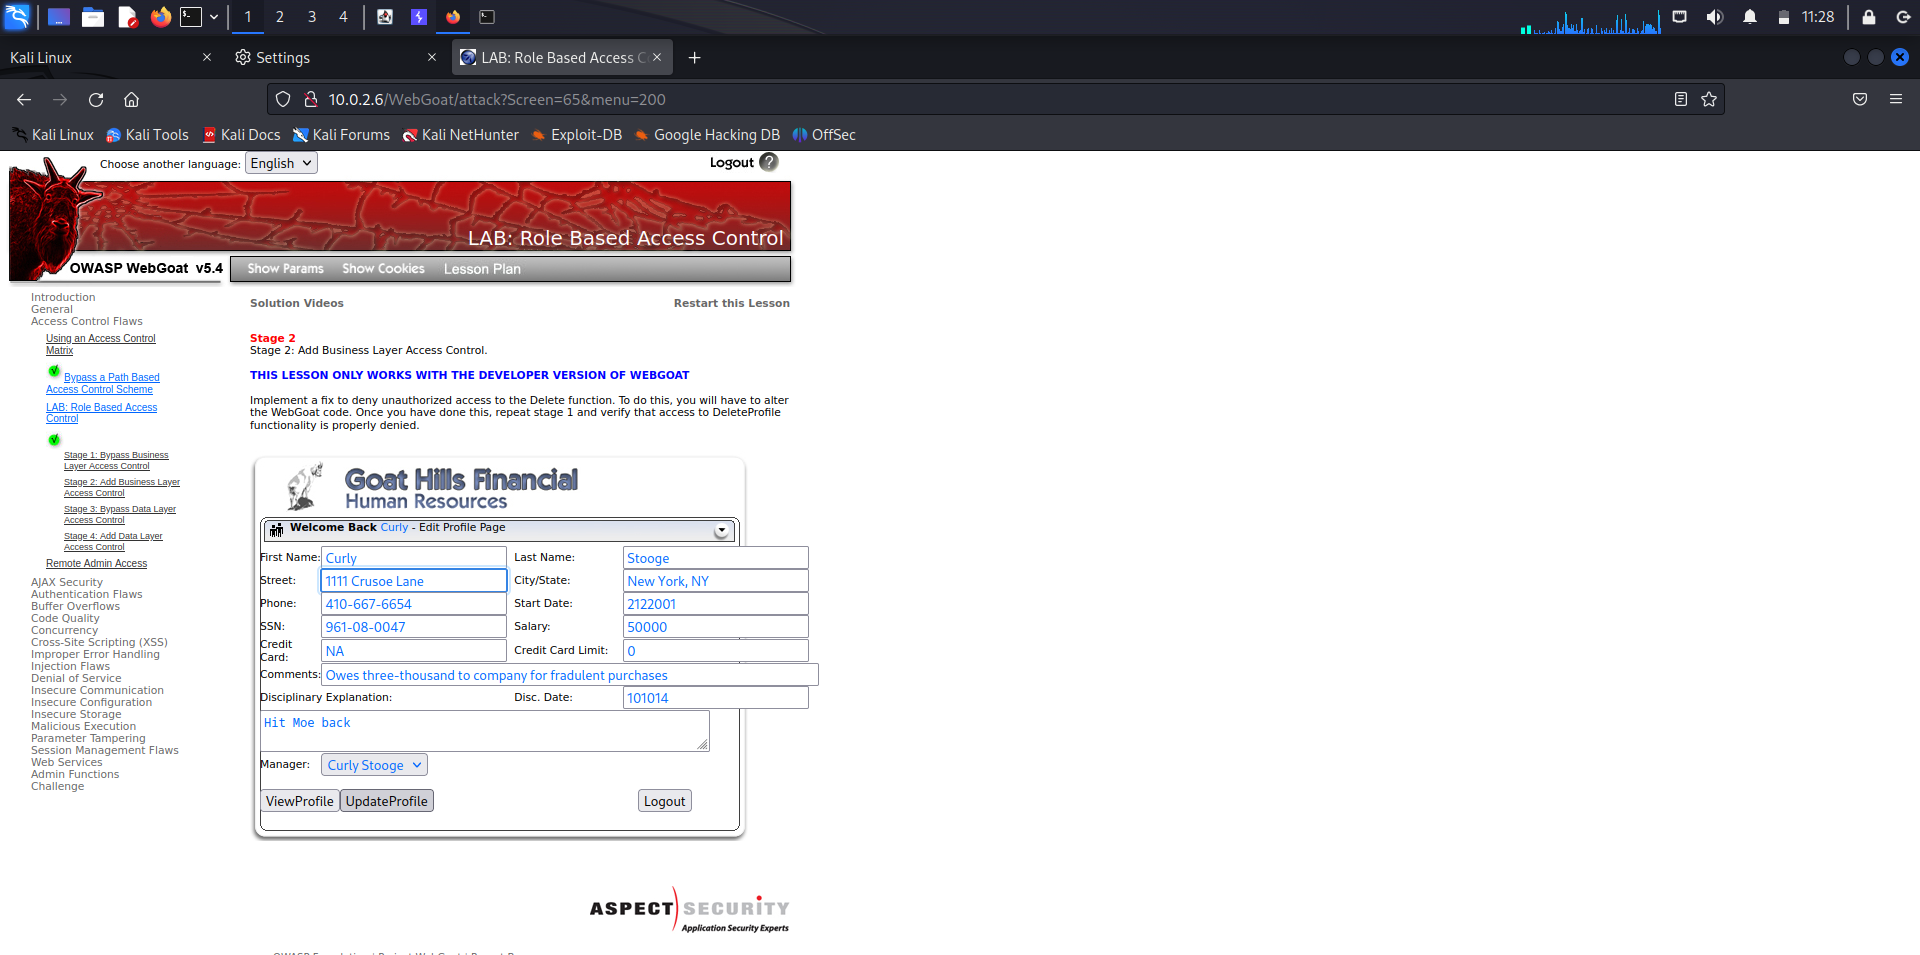 1 2 3 4 11:28
Kali Linux
Settings
LAB: Role Based Access C
10.0.2.6/WebGoat/attack?Screen=65&menu=200
Kali Linux Kali Tools Kali Docs Kali Forums Kali NetHunter Exploit-DB Google Hacking DB OffSec
Choose another language: English
Logout ?
LAB: Role Based Access Control
OWASP WebGoat v5.4
Show Params Show Cookies Lesson Plan
Introduction
General
Access Control Flaws
Using an Access Control
Matrix
Bypass a Path Based
Access Control Scheme
LAB: Role Based Access
Control
Stage 1: Bypass Business
Layer Access Control
Stage 2: Add Business Layer
Access Control
Stage 3: Bypass Data Layer
Access Control
Stage 4: Add Data Layer
Access Control
Remote Admin Access
AJAX Security
Authentication Flaws
Buffer Overflows
Code Quality
Concurrency
Cross-Site Scripting (XSS)
Improper Error Handling
Injection Flaws
Denial of Service
Insecure Communication
Insecure Configuration
Insecure Storage
Malicious Execution
Parameter Tampering
Session Management Flaws
Web Services
Admin Functions
Challenge
Solution Videos
Restart this Lesson
Stage 2
Stage 2: Add Business Layer Access Control.
THIS LESSON ONLY WORKS WITH THE DEVELOPER VERSION OF WEBGOAT
Implement a fix to deny unauthorized access to the Delete function. To do this, you will have to alter
the WebGoat code. Once you have done this, repeat stage 1 and verify that access to DeleteProfile
functionality is properly denied.
Goat Hills Financial
Human Resources
Welcome Back Curly - Edit Profile Page
First Name: Curly Last Name: Stooge
Street: 1111 Crusoe Lane City/State: New York, NY
Phone: 410-667-6654 Start Date: 2122001
SSN: 961-08-0047 Salary: 50000
Credit
Card: NA Credit Card Limit: 0
Comments: Owes three-thousand to company for fradulent purchases
Disciplinary Explanation: Disc. Date: 101014
Hit Moe back
Manager: Curly Stooge
ViewProfile UpdateProfile Logout
ASPECT SECURITY
Application Security Experts